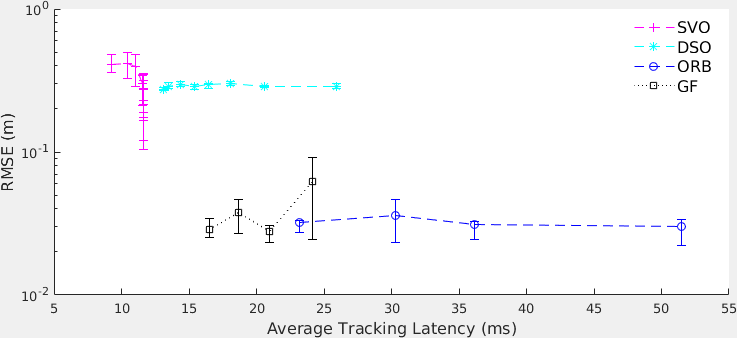 10^0
SVO
DSO
ORB
GF
10^-1
RMSE (m)
10^-2
5 10 15 20 25 30 35 40 45 50 55
Average Tracking Latency (ms)